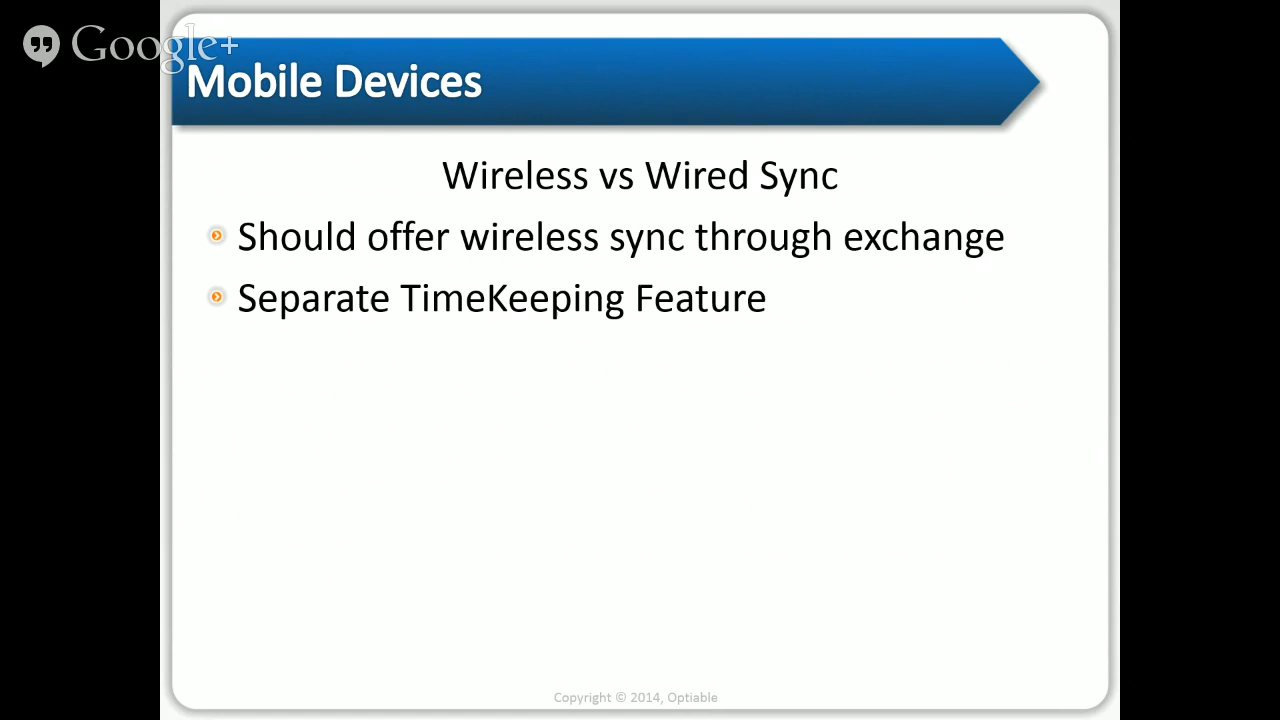 Google+
Mobile Devices
Wireless vs Wired Sync
Should offer wireless sync through exchange
Separate TimeKeeping Feature
Copyright © 2014, Optiable